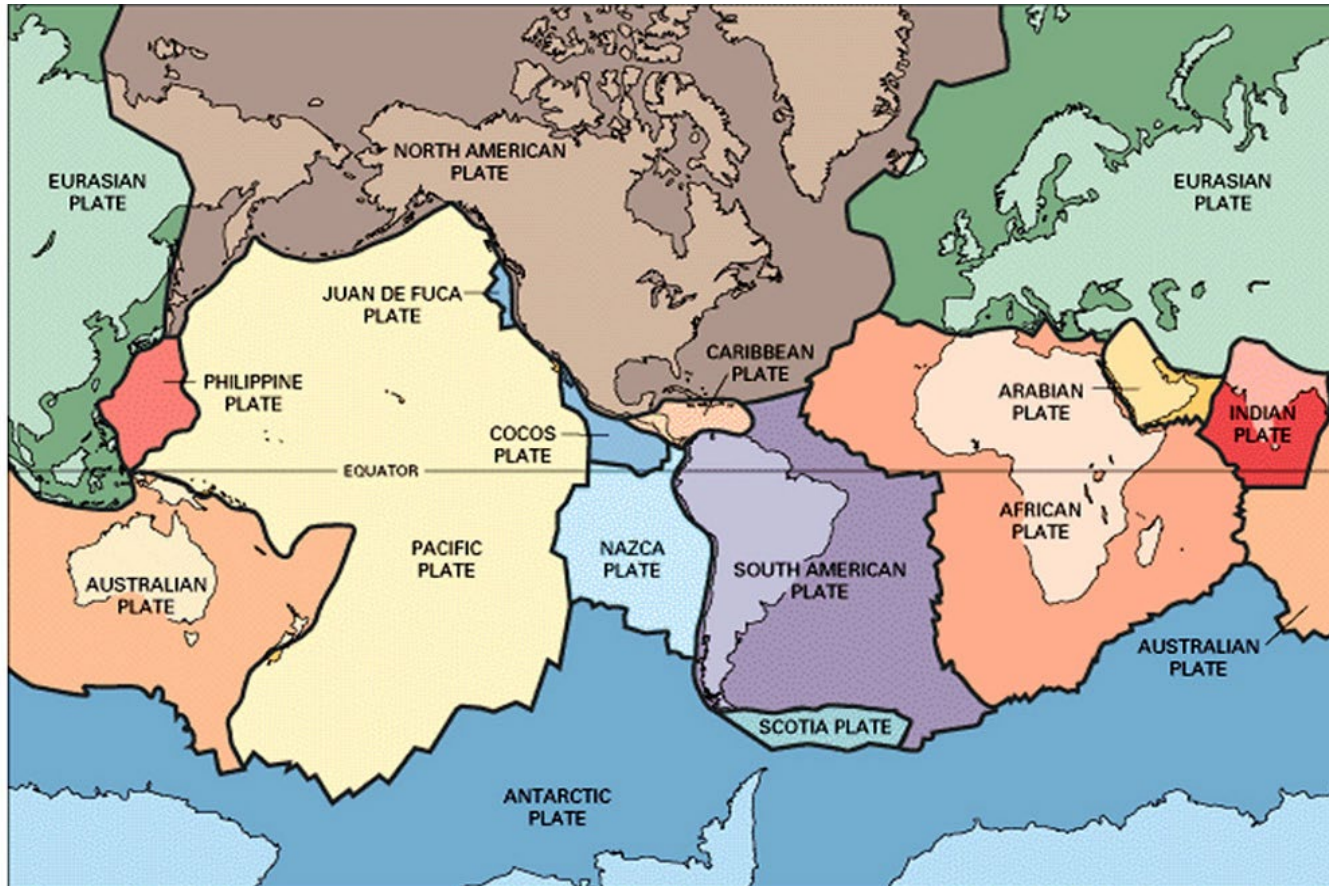 NORTH AMERICAN
PLATE
EURASIAN
PLATE
EURASIAN
PLATE
JUAN DE FUCA
PLATE
CARIBBEAN
PLATE
PHILIPPINE
PLATE
ARABIAN
PLATE
INDIAN
PLATE
COCOS
PLATE
EQUATOR
AFRICAN
PLATE
PACIFIC
PLATE
NAZCA
PLATE
SOUTH AMERICAN
PLATE
AUSTRALIAN
PLATE
AUSTRALIAN
PLATE
SCOTIA PLATE
ANTARCTIC
PLATE